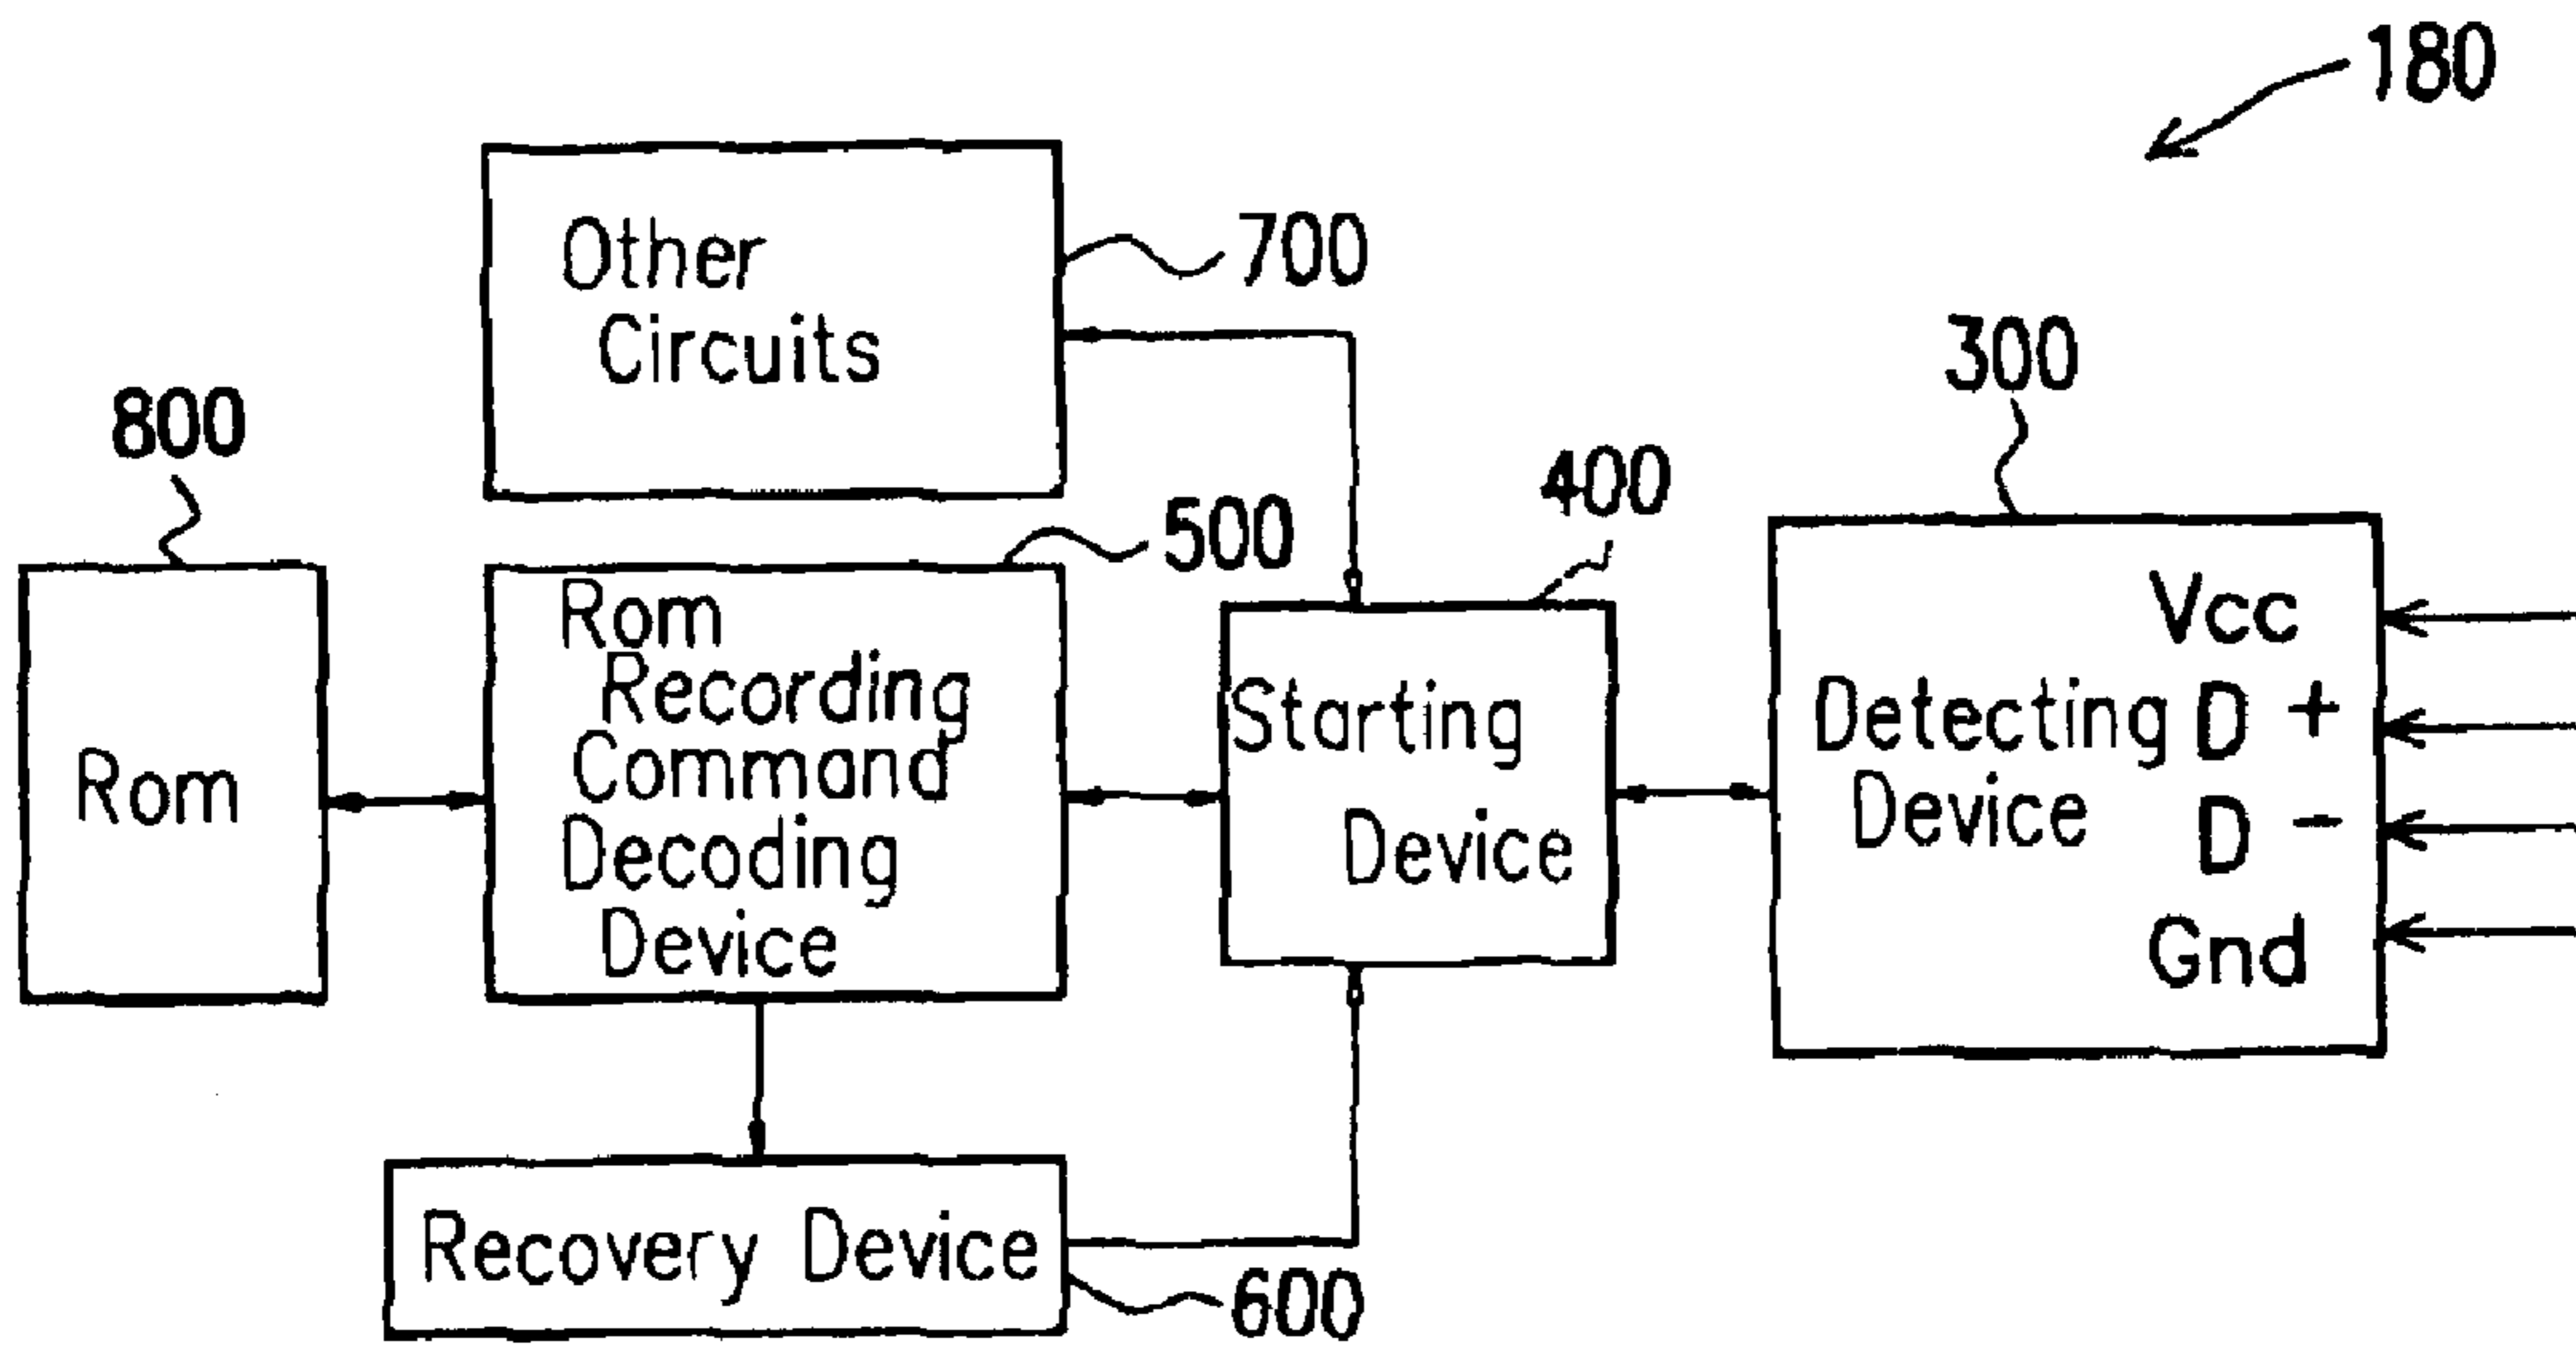 180
Other
Circuits
700
300
800
400
500
Rom
Recording
Command
Decoding
Device
Rom
Starting
Device
Detecting
Device
Vcc
D +
D -
Gnd
Recovery Device
600